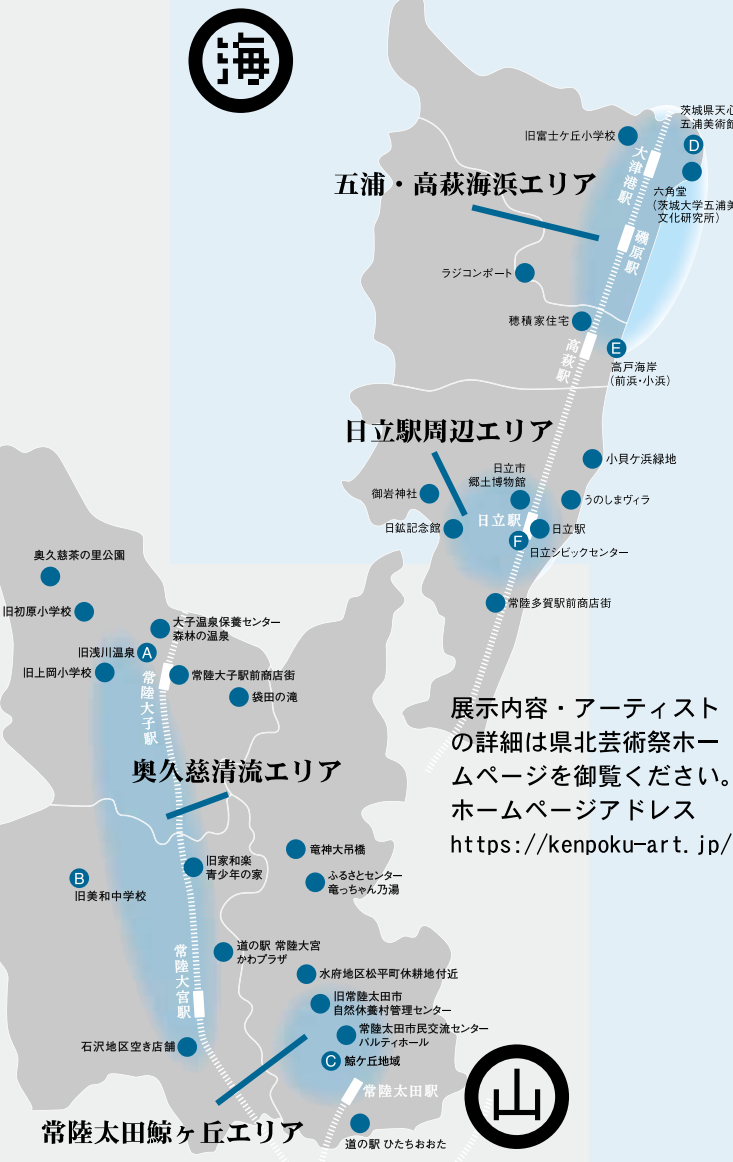 海
茨城県天心
五浦美術館
D
旧富士ケ丘小学校
大津港駅
五浦・高萩海浜エリア
六角堂
（茨城大学五浦美
文化研究所）
磯原駅
ラジコンポート
穂積家住宅
高萩駅
E
高戸海岸
（前浜・小浜）
日立駅周辺エリア
小貝ケ浜緑地
日立市
郷土博物館
御岩神社
うのしまヴィラ
日鉱記念館
日立駅
日立駅
F
日立シビックセンター
常陸多賀駅前商店街
奥久慈茶の里公園
旧初原小学校
大子温泉保養センター
森林の温泉
旧浅川温泉
A
旧上岡小学校
常陸大子駅前商店街
常陸大子駅
袋田の滝
奥久慈清流エリア
展示内容・アーティスト
の詳細は県北芸術祭ホー
ムページを御覧ください。
ホームページアドレス
https://kenpoku-art.jp/
竜神大吊橋
旧家和楽
青少年の家
ふるさとセンター
竜っちゃん乃湯
B
旧美和中学校
道の駅 常陸大宮
かわプラザ
常陸大宮駅
水府地区松平町休耕地付近
旧常陸太田市
自然休養村管理センター
常陸太田市民交流センター
パルティホール
石沢地区空き店舗
C
鯨ケ丘地域
常陸太田駅
山
常陸太田鯨ヶ丘エリア
道の駅 ひたちおおた